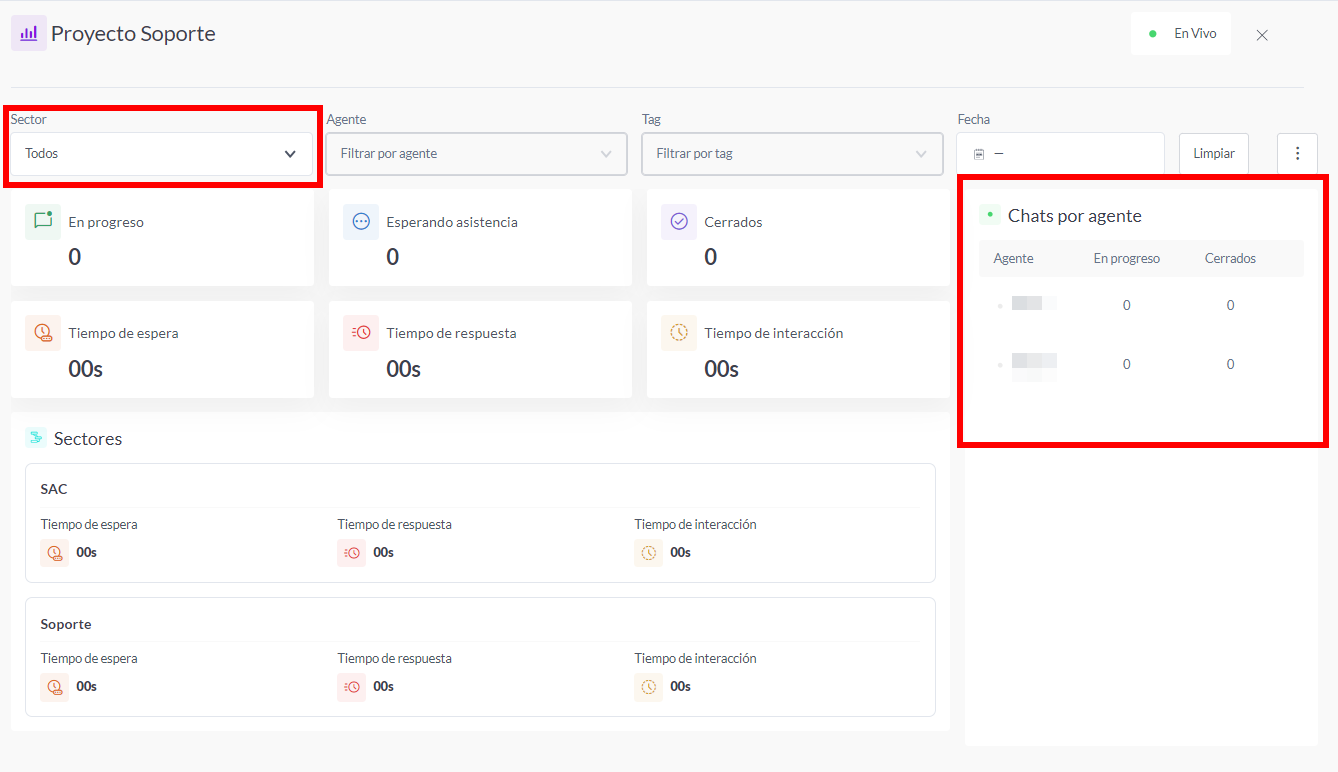 Proyecto Soporte
En Vivo
Sector
Agente
Tag
Fecha
Todos
Filtrar por agente
Filtrar por tag
–
Limpiar
En progreso
0
Esperando asistencia
0
Cerrados
0
Tiempo de espera
00s
Tiempo de respuesta
00s
Tiempo de interacción
00s
Chats por agente
Agente En progreso Cerrados
0 0
0 0
Sectores
SAC
Tiempo de espera
00s
Tiempo de respuesta
00s
Tiempo de interacción
00s
Soporte
Tiempo de espera
00s
Tiempo de respuesta
00s
Tiempo de interacción
00s